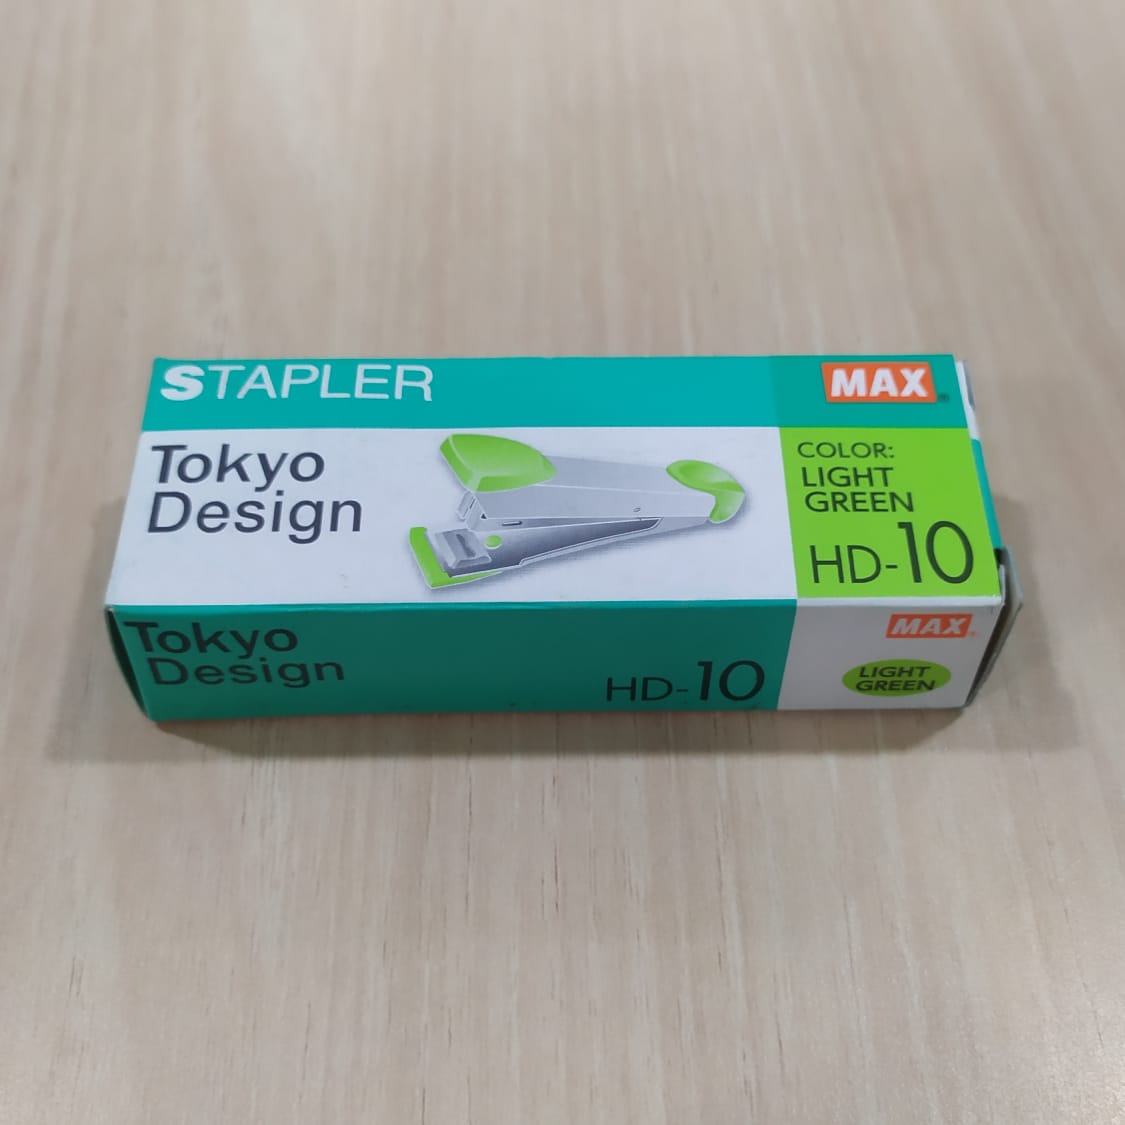 STAPLER
MAX
Tokyo
Design
COLOR:
LIGHT
GREEN
HD-10
Tokyo
Design
HD-10
MAX
LIGHT
GREEN